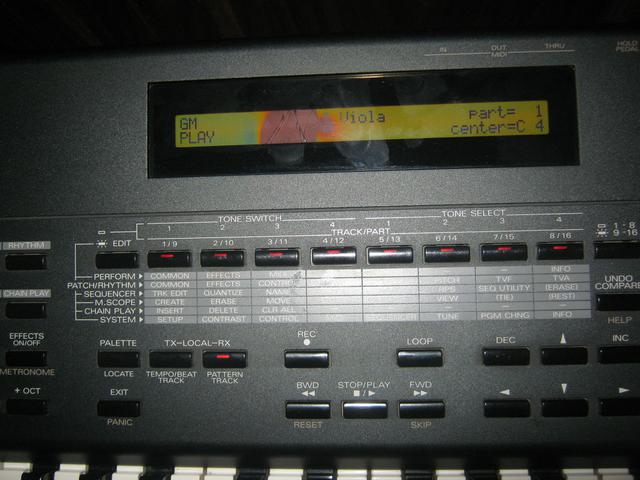 IN OUT THRU
MIDI
HOLD
PEDAL
GM Viola part= 1
PLAY center=C 4
TONE SWITCH TONE SELECT
1 2 3 4 1 2 3 4
TRACK/PART
1 - 8
9 -16
RHYTHM
EDIT
1/9 2/10 3/11 4/12 5/13 6/14 7/15 8/16
PERFORM COMMON EFFECTS INFO
PATCH/RHYTHM COMMON EFFECTS TVF TVA
SEQUENCER TRK EDIT QUANTIZE NAME SEQ UTILITY (ERASE)
M.SCOPE CREATE ERASE MOVE VIEW (TIE) (REST)
CHAIN PLAY INSERT DELETE CLR ALL
SYSTEM SETUP CONTRAST CONTROL TUNE PGM CHNG INFO
UNDO
COMPARE
CHAIN PLAY
HELP
EFFECTS
ON/OFF
PALETTE TX-LOCAL-RX REC LOOP DEC INC
METRONOME
LOCATE TEMPO/BEAT TRACK PATTERN TRACK
+ OCT EXIT BWD STOP/PLAY FWD
PANIC RESET SKIP